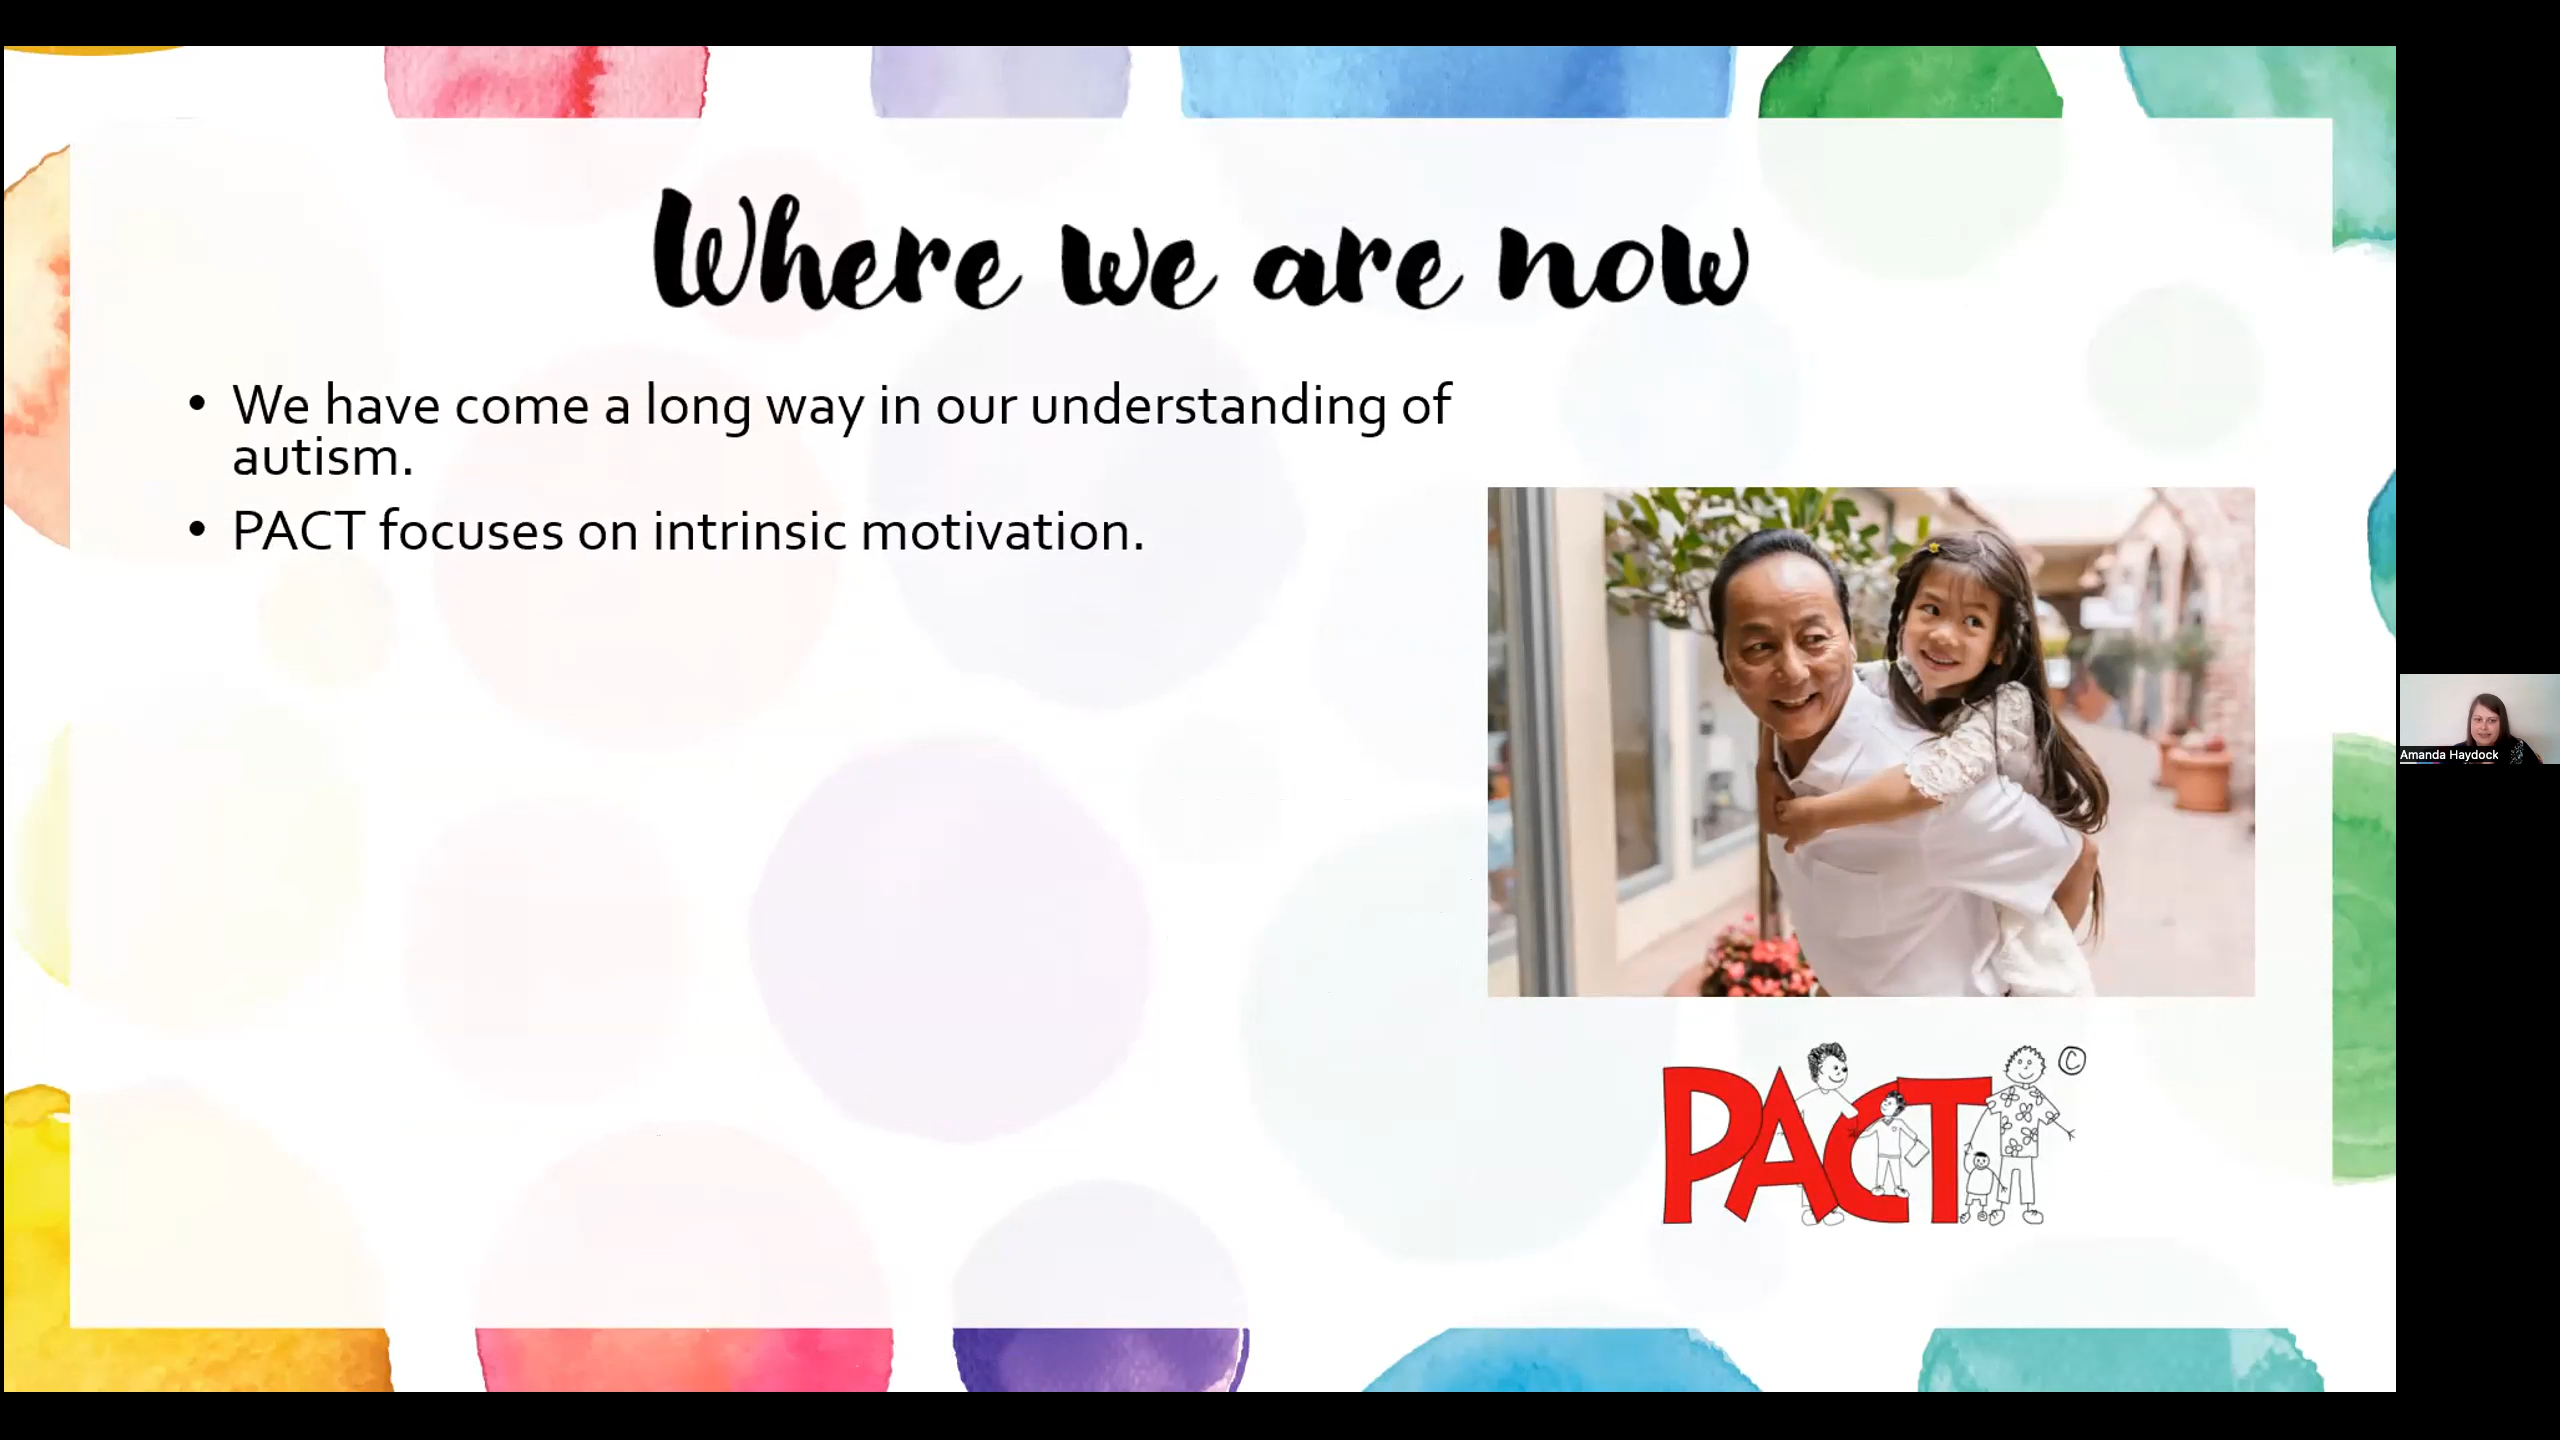 Where we are now
• We have come a long way in our understanding of
autism.
• PACT focuses on intrinsic motivation.
PACT ©
Amanda Haydock